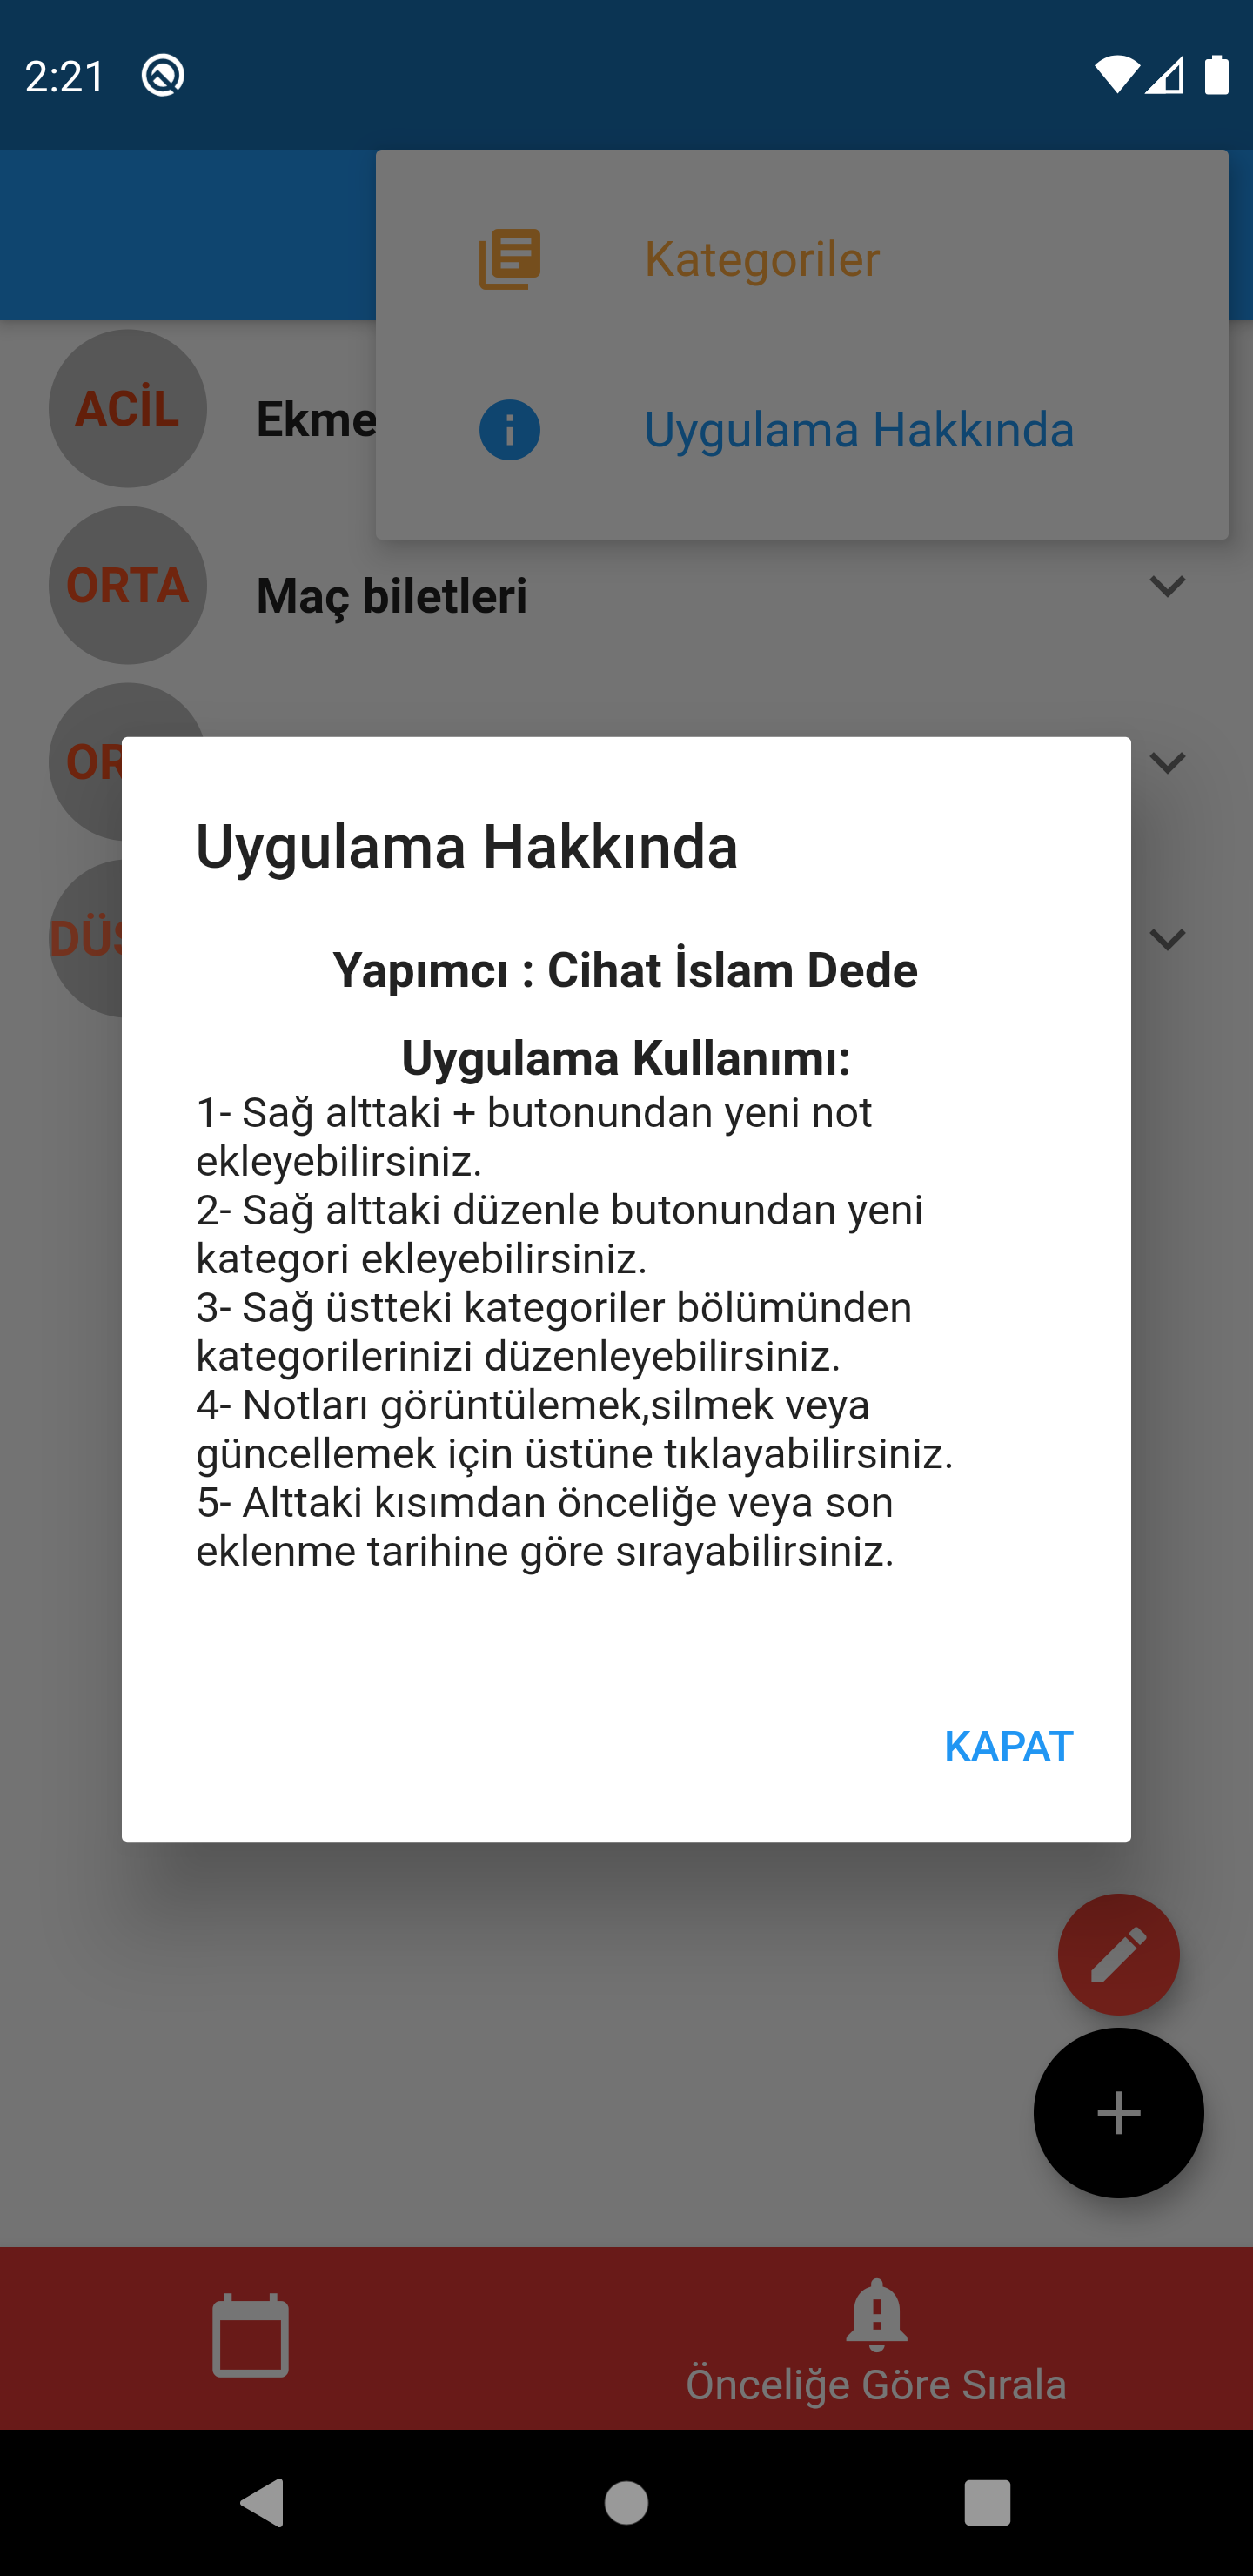 2:21
Kategoriler
Uygulama Hakkında
ACİL
Ekme
ORTA
Maç biletleri
Uygulama Hakkında
Yapımcı : Cihat İslam Dede
Uygulama Kullanımı:
1- Sağ alttaki + butonundan yeni not
ekleyebilirsiniz.
2- Sağ alttaki düzenle butonundan yeni
kategori ekleyebilirsiniz.
3- Sağ üstteki kategoriler bölümünden
kategorilerinizi düzenleyebilirsiniz.
4- Notları görüntülemek,silmek veya
güncellemek için üstüne tıklayabilirsiniz.
5- Alttaki kısımdan önceliğe veya son
eklenme tarihine göre sırayabilirsiniz.
KAPAT
Önceliğe Göre Sırala